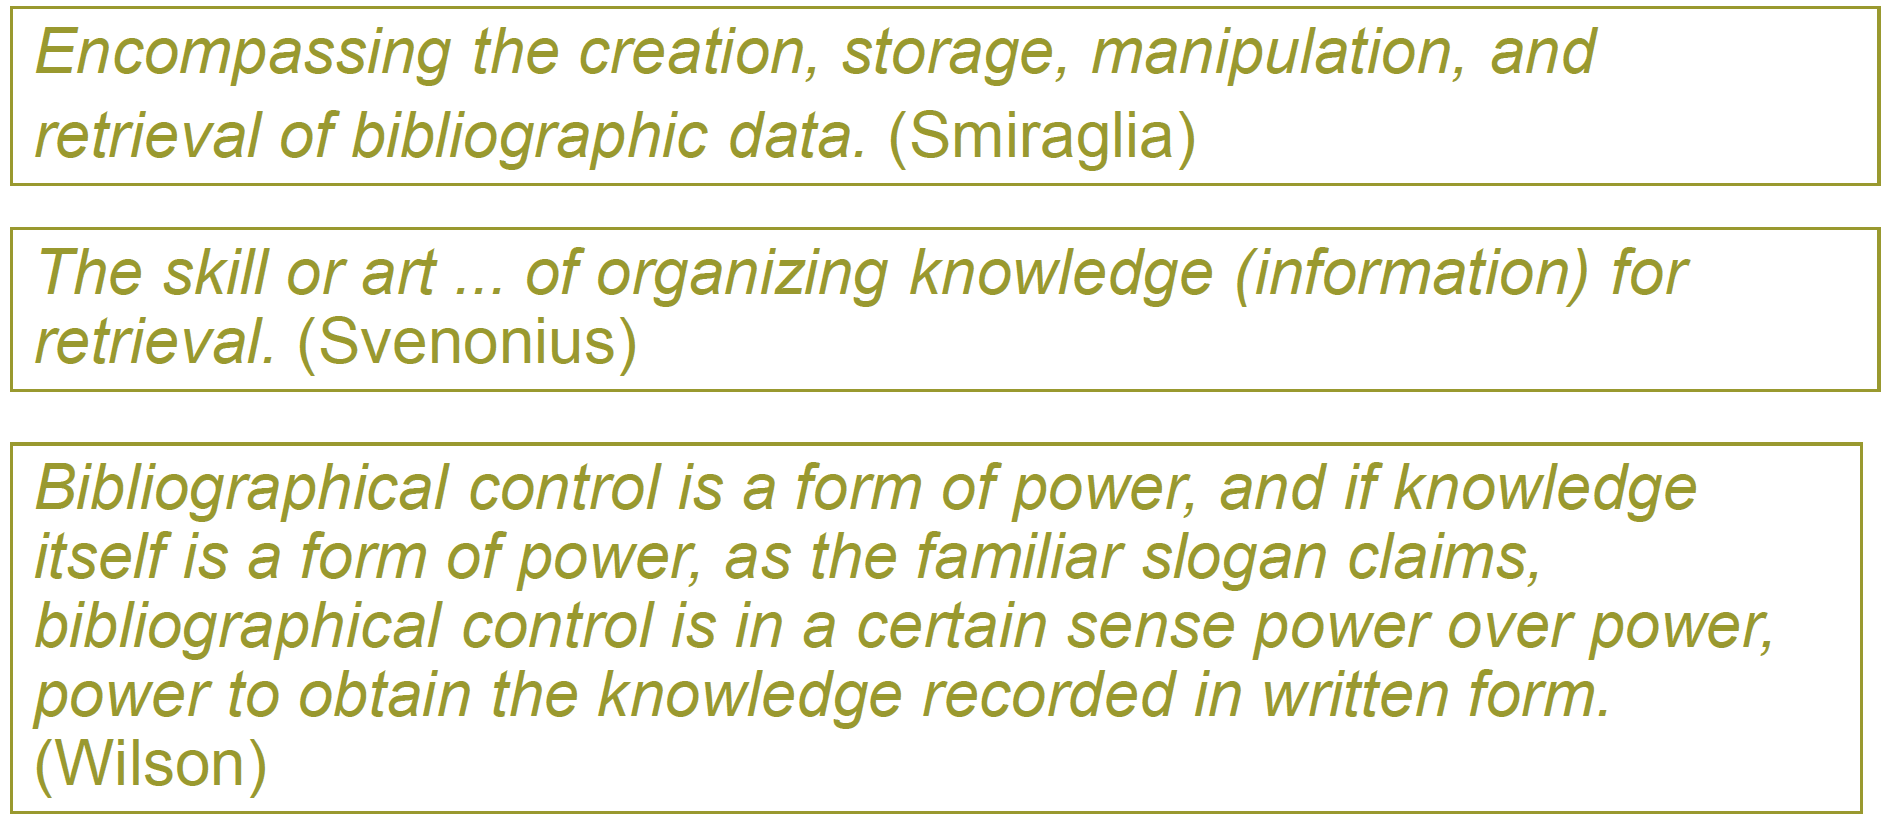 Encompassing the creation, storage, manipulation, and
retrieval of bibliographic data. (Smiraglia)
The skill or art ... of organizing knowledge (information) for
retrieval. (Svenonius)
Bibliographical control is a form of power, and if knowledge
itself is a form of power, as the familiar slogan claims,
bibliographical control is in a certain sense power over power,
power to obtain the knowledge recorded in written form.
(Wilson)